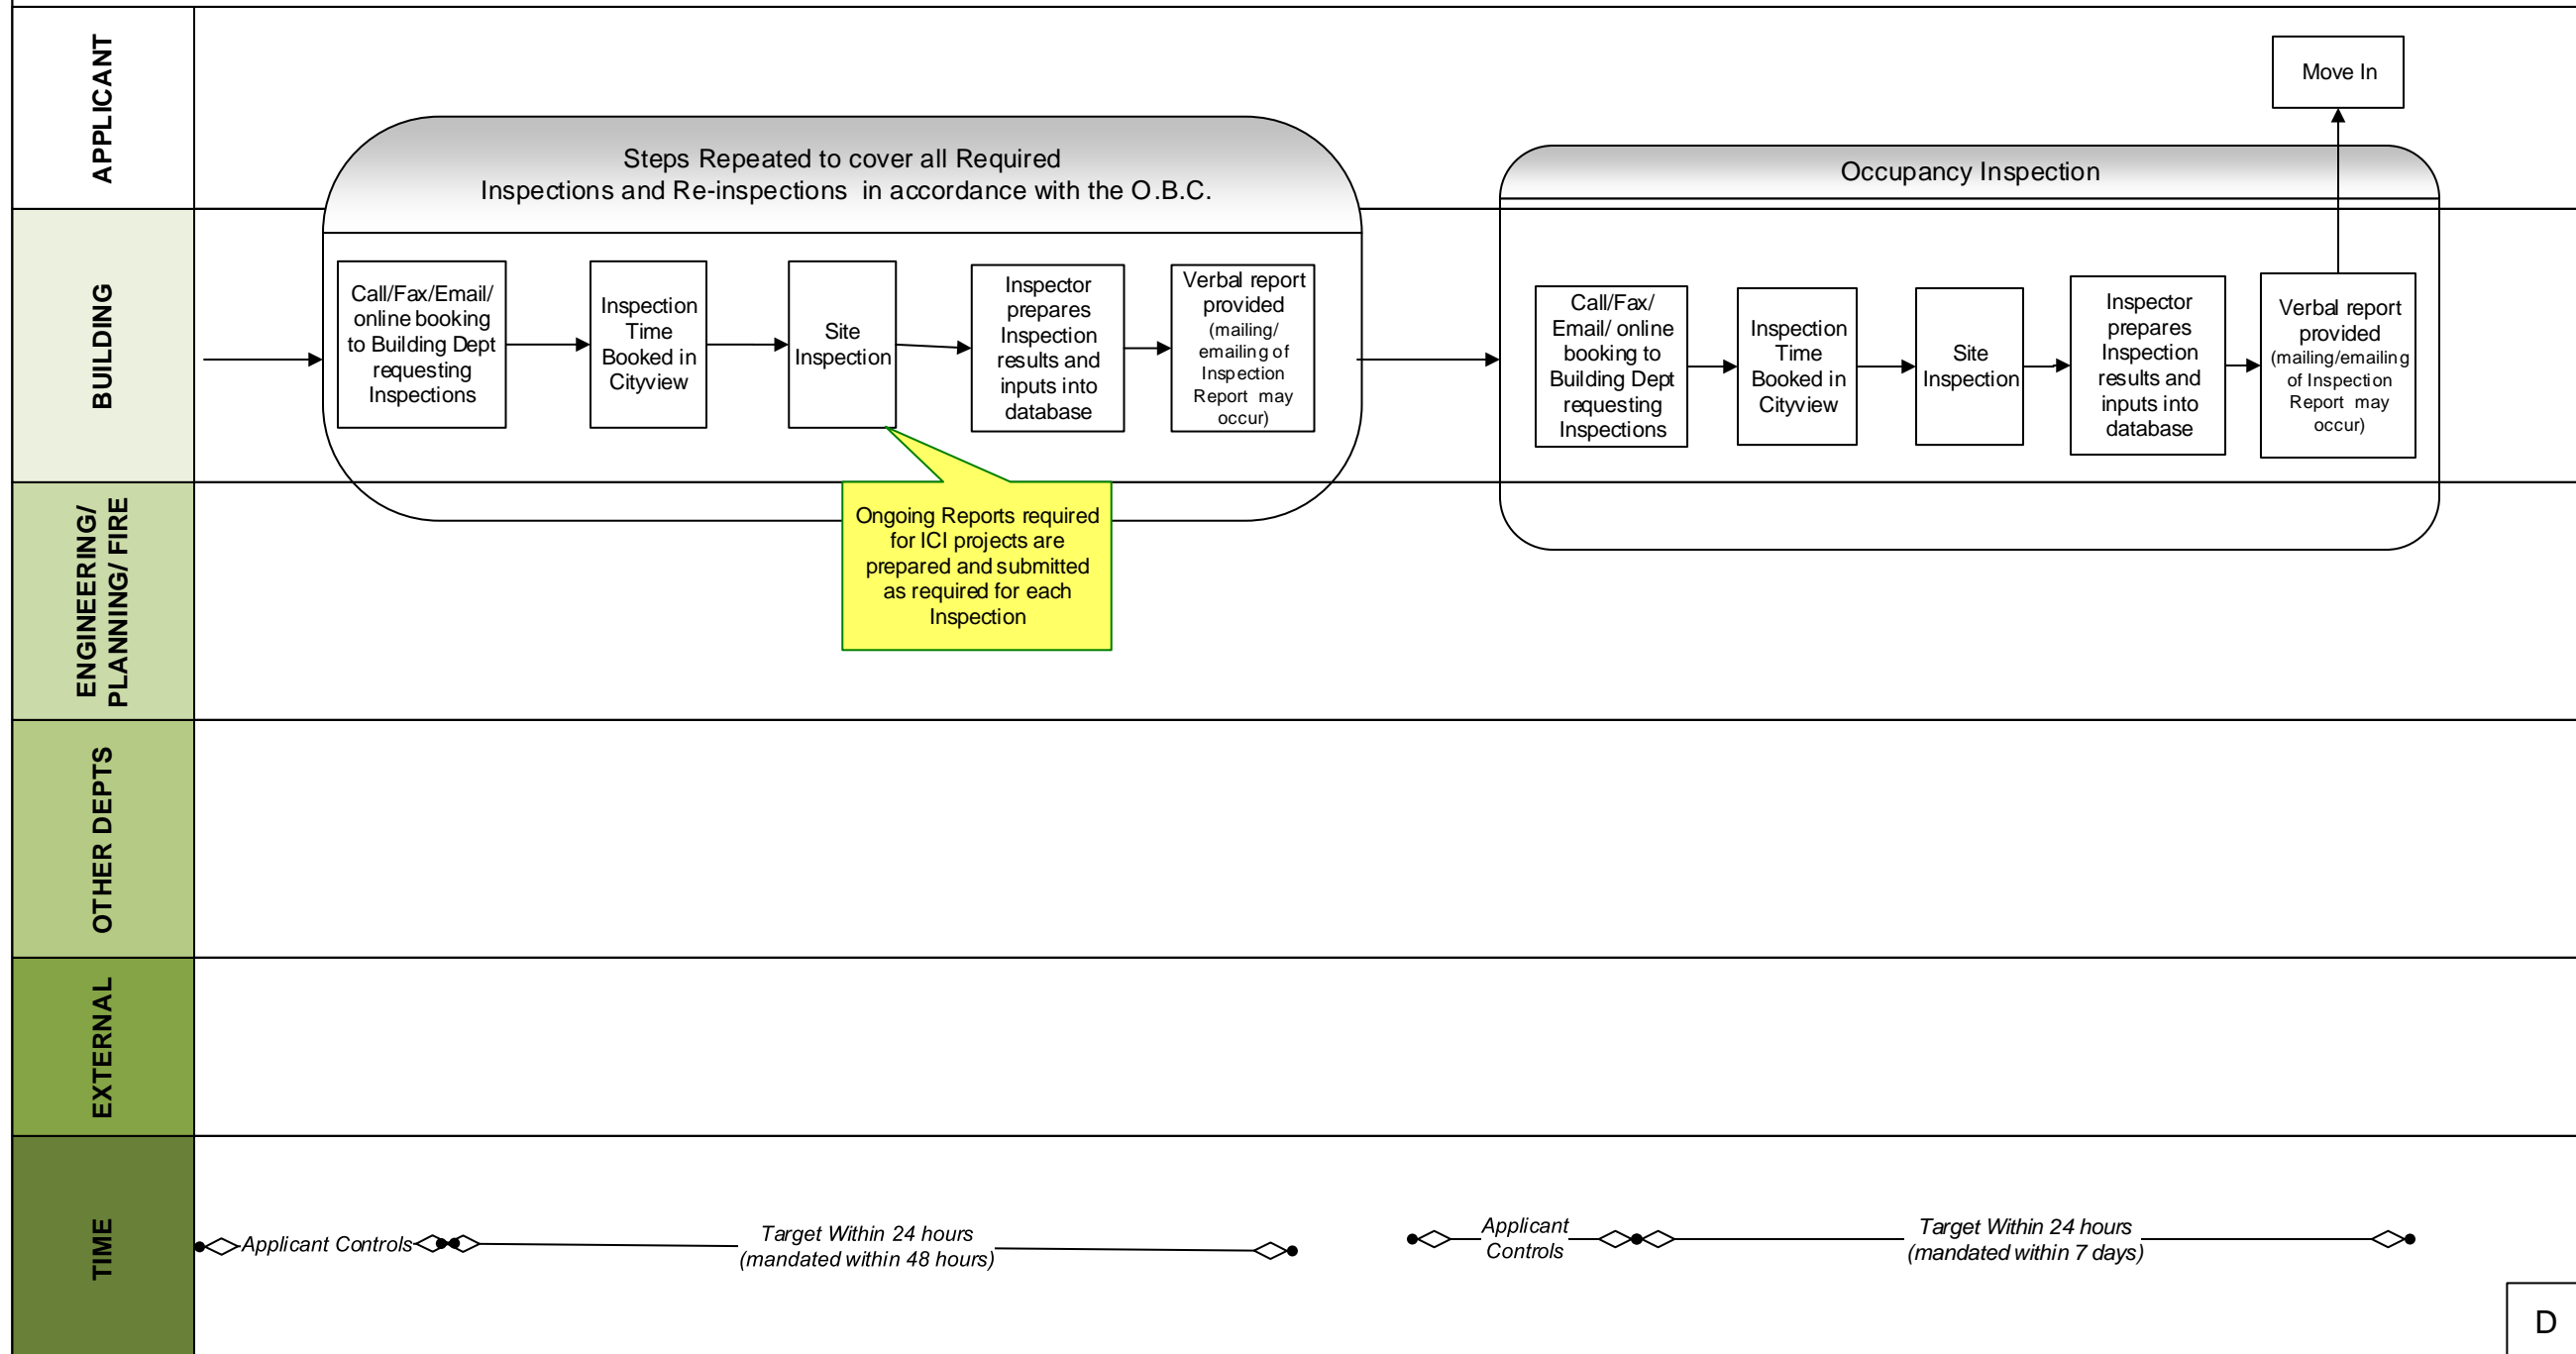 APPLICANT
Move In
Steps Repeated to cover all Required
Inspections and Re-inspections in accordance with the O.B.C.
Occupancy Inspection
BUILDING
Call/Fax/Email/
online booking
to Building Dept
requesting
Inspections
Inspection
Time
Booked in
Cityview
Site
Inspection
Inspector
prepares
Inspection
results and
inputs into
database
Verbal report
provided
(mailing/
emailing of
Inspection
Report may
occur)
Call/Fax/
Email/ online
booking to
Building Dept
requesting
Inspections
Inspection
Time
Booked in
Cityview
Site
Inspection
Inspector
prepares
Inspection
results and
inputs into
database
Verbal report
provided
(mailing/emailing
of Inspection
Report may
occur)
ENGINEERING/
PLANNING/ FIRE
Ongoing Reports required
for ICI projects are
prepared and submitted
as required for each
Inspection
OTHER DEPTS
EXTERNAL
TIME
Applicant Controls
Target Within 24 hours
(mandated within 48 hours)
Applicant
Controls
Target Within 24 hours
(mandated within 7 days)
D